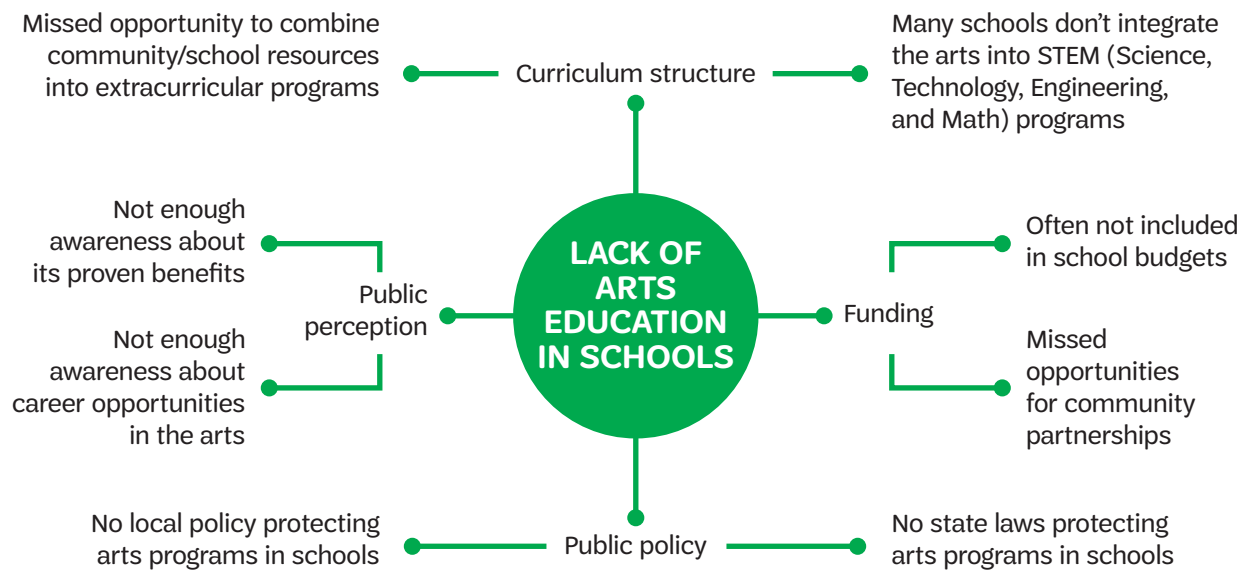 Missed opportunity to combine
community/school resources
into extracurricular programs
Curriculum structure
Many schools don’t integrate
the arts into STEM (Science,
Technology, Engineering,
and Math) programs
Not enough
awareness about
its proven benefits
Public
perception
Not enough
awareness about
career opportunities
in the arts
LACK OF
ARTS
EDUCATION
IN SCHOOLS
Funding
Often not included
in school budgets
Missed
opportunities
for community
partnerships
No local policy protecting
arts programs in schools
Public policy
No state laws protecting
arts programs in schools